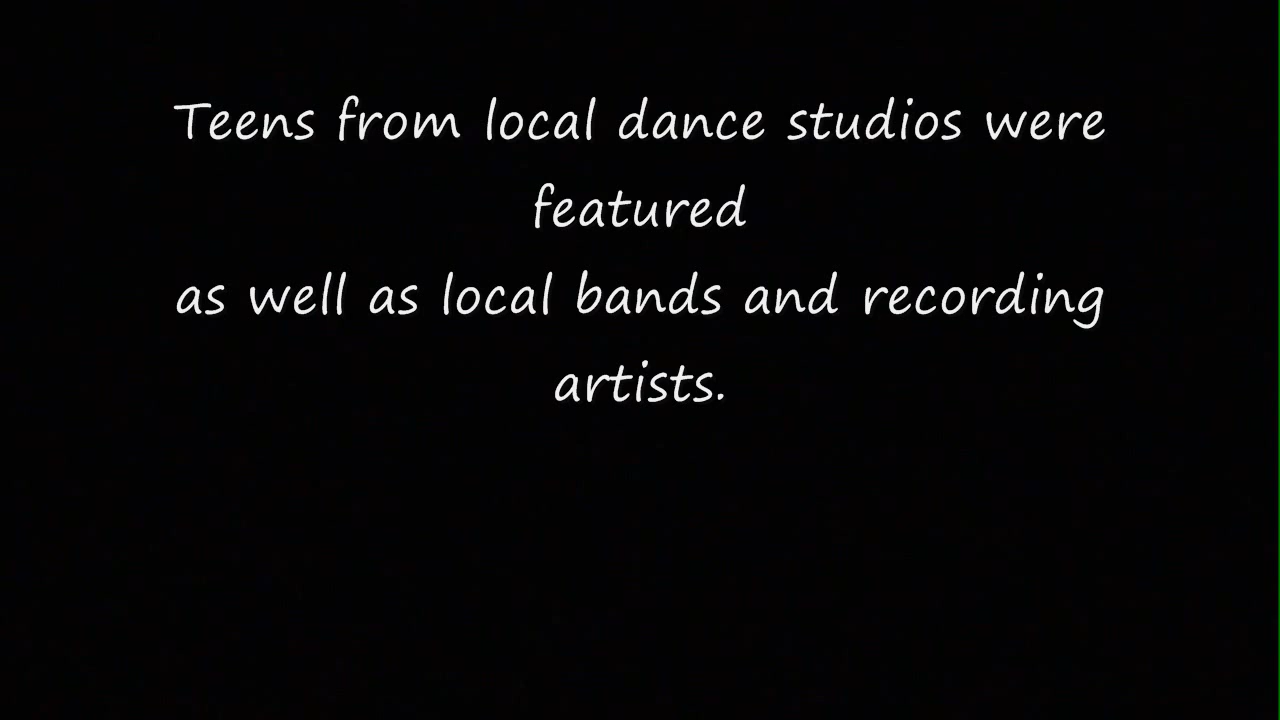 Teens from local dance studios were
featured
as well as local bands and recording
artists.